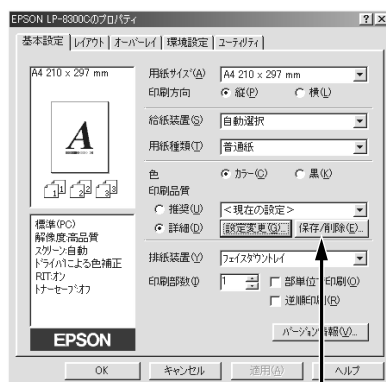 EPSON LP-8300Cのプロパティ
基本設定 レイアウト オーバーレイ 環境設定 ユーティリティ
A4 210 x 297 mm
用紙サイズ(A) A4 210 x 297 mm
印刷方向 縦(P) 横(L)
給紙装置(S) 自動選択
用紙種類(T) 普通紙
A
1 1 2 2 3 3
色 カラー(C) 黒(K)
印刷品質
推奨(U) <現在の設定>
詳細(D) 設定変更(G)... 保存/削除(E)...
標準(PC)
解像度:高品質
スクリーン:自動
ドライバによる色補正
RIT:オン
トナーセーブ:オフ
排紙装置(Y) フェイスダウントレイ
印刷部数(I) 1 部単位で印刷(O)
逆順印刷(R)
EPSON
バージョン情報(V)...
OK キャンセル 適用(A) ヘルプ